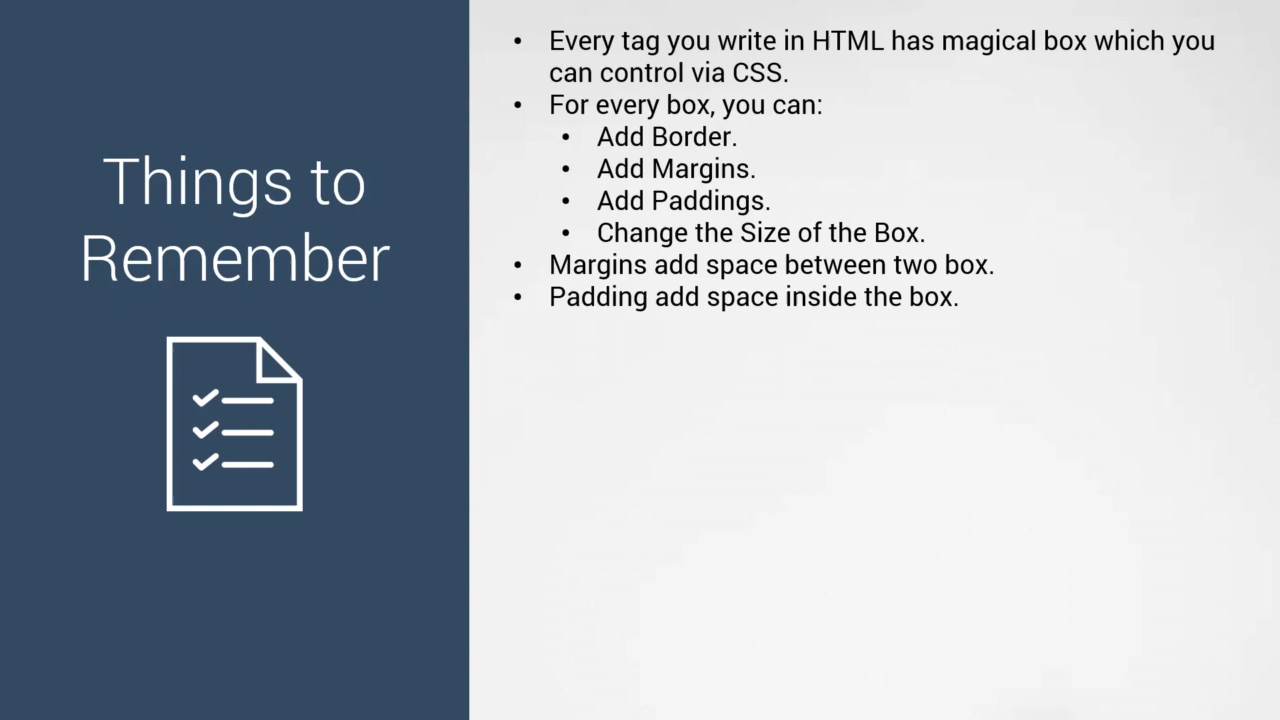 Things to
Remember
• Every tag you write in HTML has magical box which you
can control via CSS.
• For every box, you can:
• Add Border.
• Add Margins.
• Add Paddings.
• Change the Size of the Box.
• Margins add space between two box.
• Padding add space inside the box.